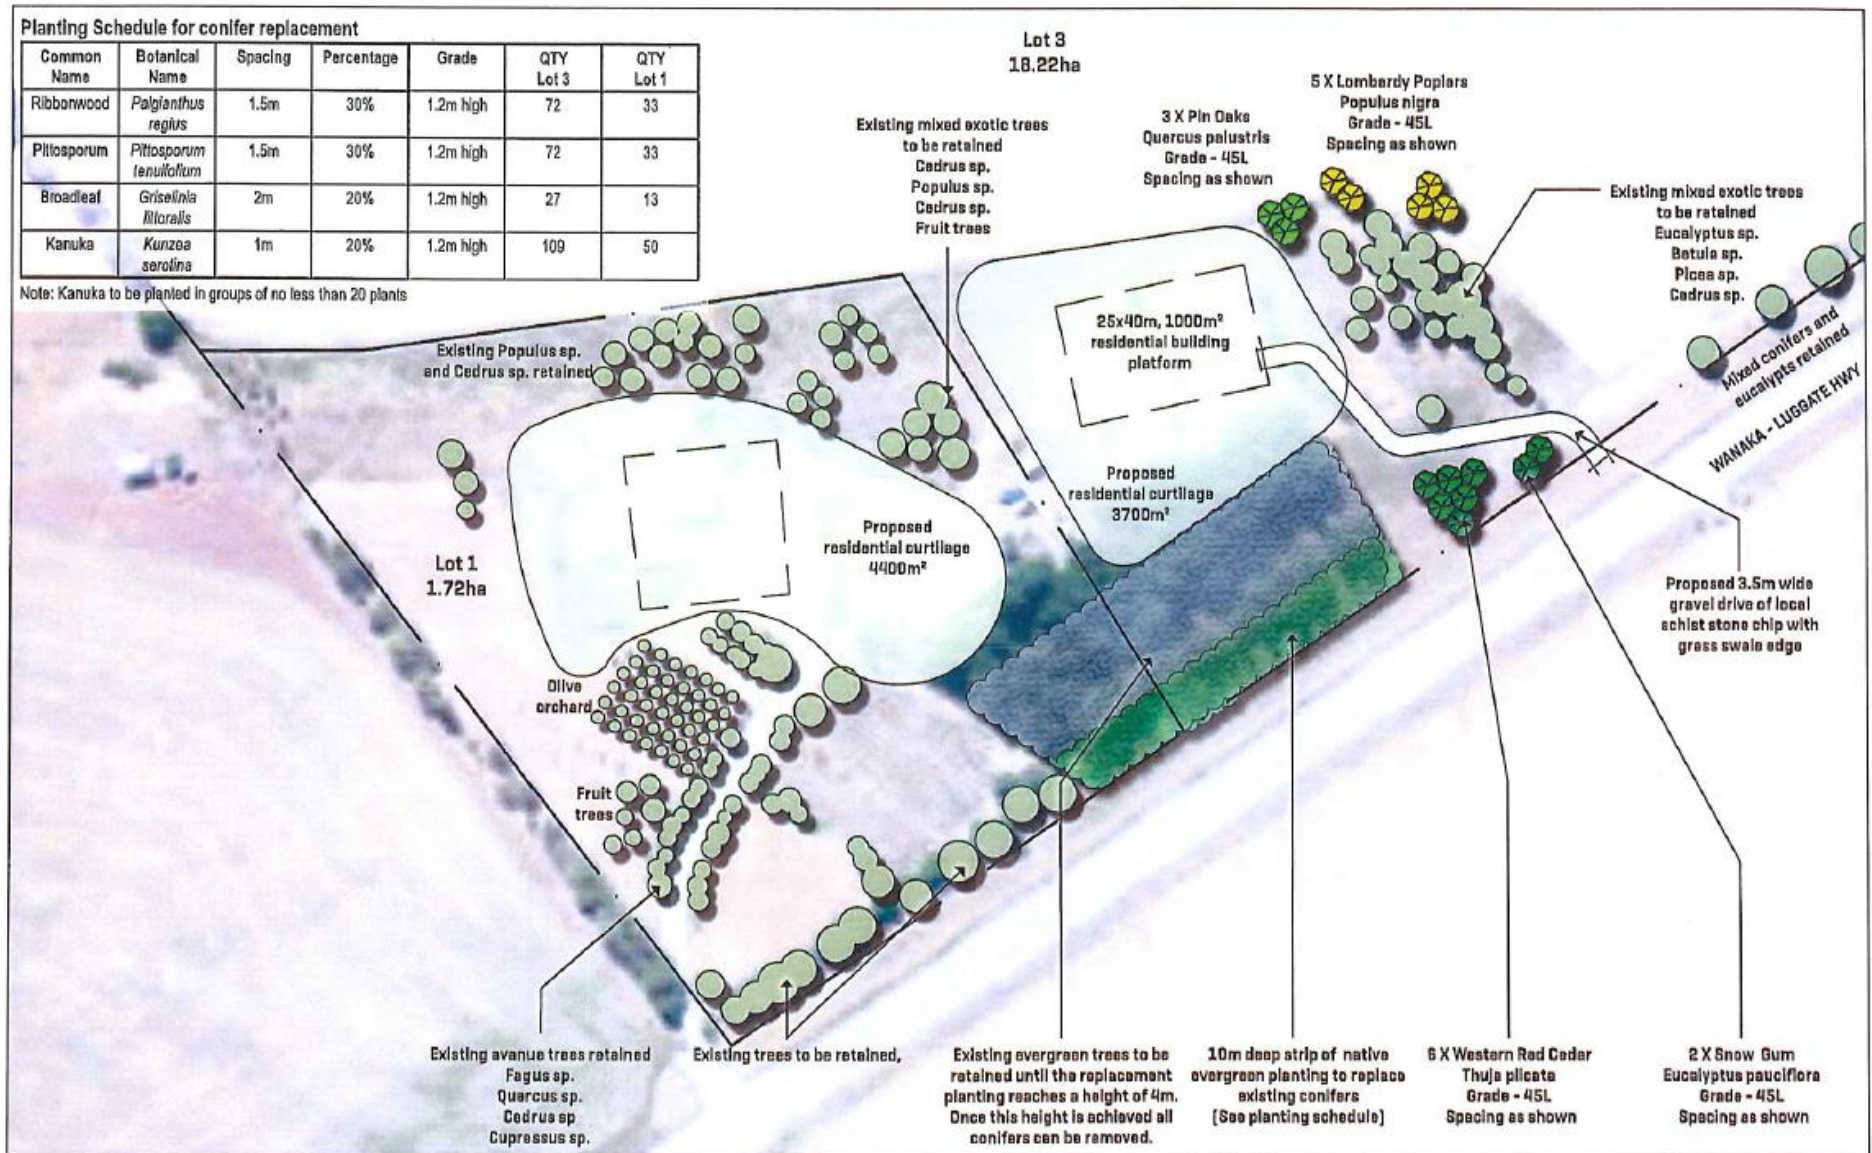 Planting Schedule for conifer replacement
Common Name | Botanical Name | Spacing | Percentage | Grade | QTY Lot 3 | QTY Lot 1
Ribbonwood | Palgianthus regius | 1.5m | 30% | 1.2m high | 72 | 33
Pittosporum | Pittosporum tenuifolium | 1.5m | 30% | 1.2m high | 72 | 33
Broadleaf | Griselinia littoralis | 2m | 20% | 1.2m high | 27 | 13
Kanuka | Kunzea serotina | 1m | 20% | 1.2m high | 109 | 50
Note: Kanuka to be planted in groups of no less than 20 plants
Lot 3
18.22ha
Existing mixed exotic trees
to be retained
Cedrus sp.
Populus sp.
Cedrus sp.
Fruit trees
3 X Pin Oaks
Quercus palustris
Grade - 45L
Spacing as shown
5 X Lombardy Poplars
Populus nigra
Grade - 45L
Spacing as shown
Existing mixed exotic trees
to be retained
Eucalyptus sp.
Betula sp.
Picea sp.
Cedrus sp.
Mixed conifers and
eucalypts retained
WANAKA - LUGGATE HWY
Existing Populus sp.
and Cedrus sp. retained
25x40m, 1000m²
residential building
platform
Proposed
residential curtilage
3700m²
Proposed
residential curtilage
4400m²
Lot 1
1.72ha
Olive
orchard
Fruit
trees
Proposed 3.5m wide
gravel drive of local
schist stone chip with
grass swale edge
Existing avenue trees retained
Fagus sp.
Quercus sp.
Cedrus sp
Cupressus sp.
Existing trees to be retained,
Existing evergreen trees to be
retained until the replacement
planting reaches a height of 4m.
Once this height is achieved all
conifers can be removed.
10m deep strip of native
evergreen planting to replace
existing conifers
(See planting schedule)
6 X Western Red Cedar
Thuja plicata
Grade - 45L
Spacing as shown
2 X Snow Gum
Eucalyptus pauciflora
Grade - 45L
Spacing as shown